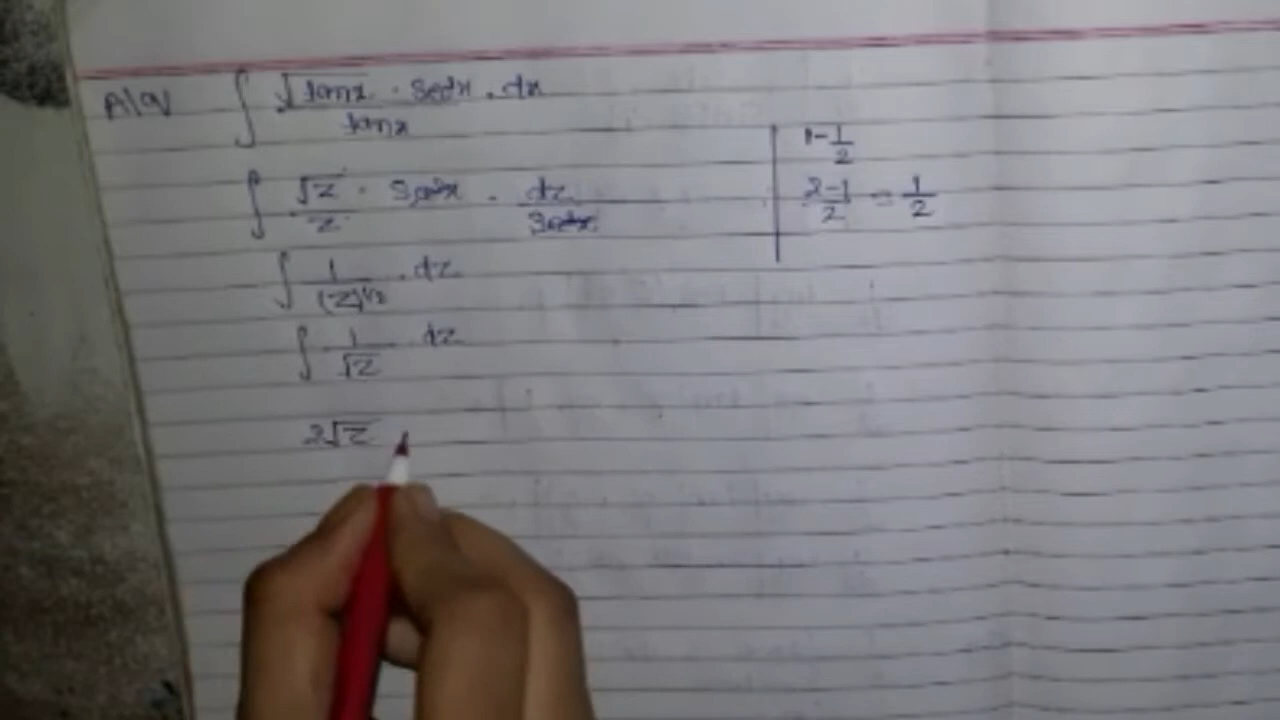 A/Q ∫ √tanx . sec²x . dx / tanx
∫ √z / z . sec²x . dz / sec²x
∫ 1 / (z)^1/2 . dz
∫ 1 / √z dz
2√z
1 - 1/2
2-1 / 2 = 1/2